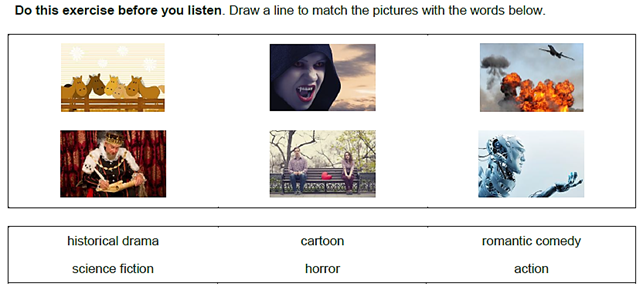 Do this exercise before you listen. Draw a line to match the pictures with the words below.
historical drama cartoon romantic comedy
science fiction horror action